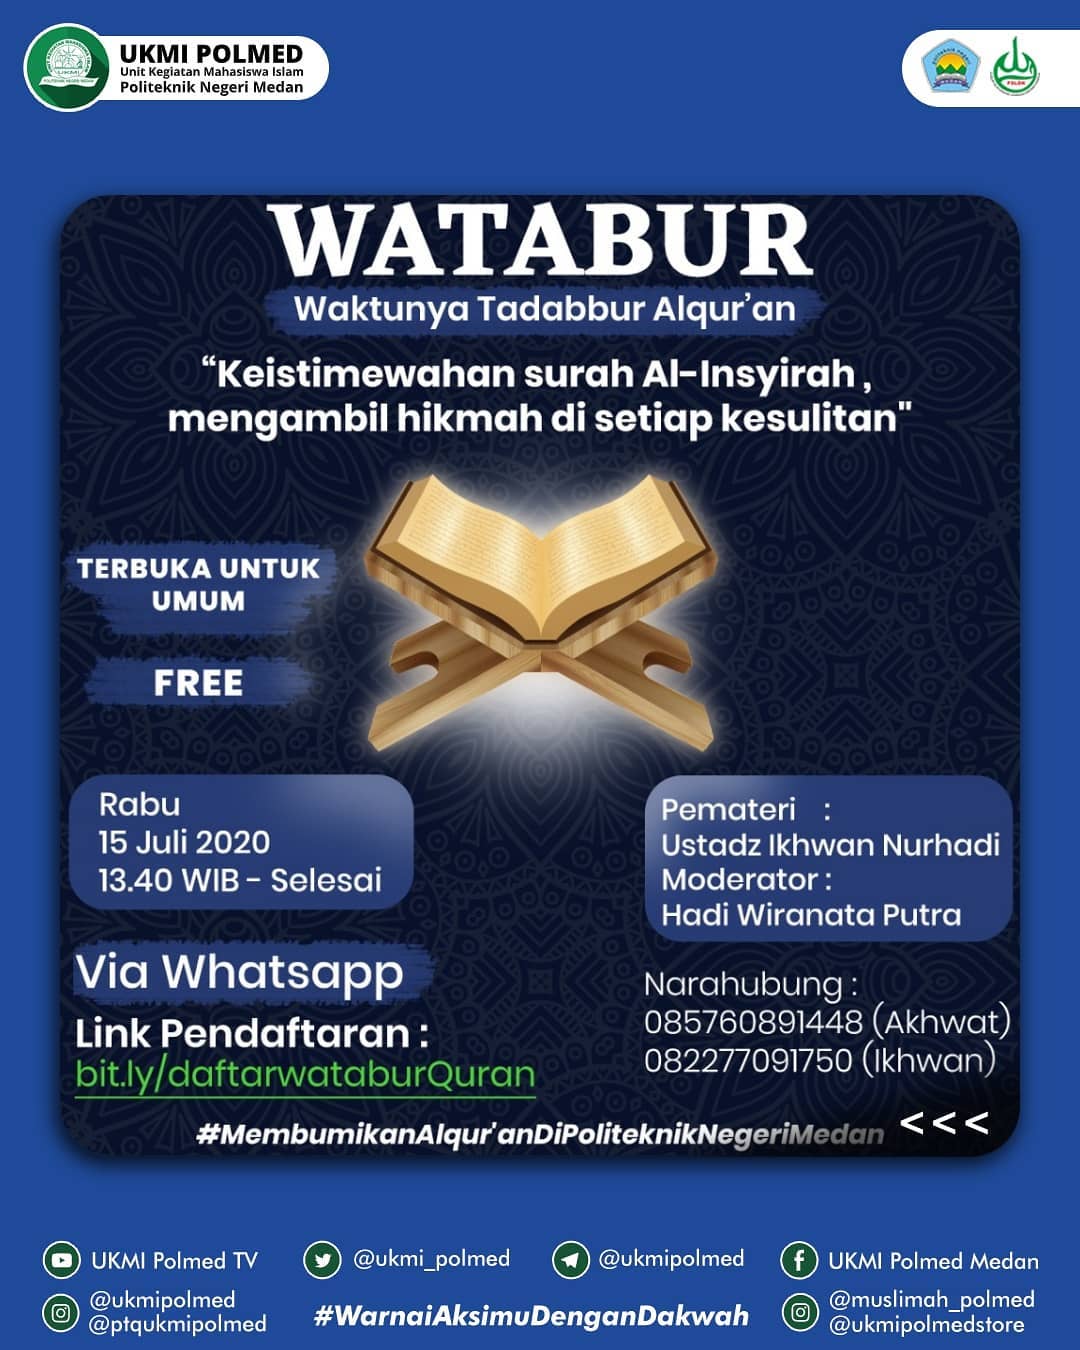 UKMI POLMED
Unit Kegiatan Mahasiswa Islam
Politeknik Negeri Medan
WATABUR
Waktunya Tadabbur Alqur'an
“Keistimewahan surah Al-Insyirah ,
mengambil hikmah di setiap kesulitan"
TERBUKA UNTUK
UMUM
FREE
Rabu
15 Juli 2020
13.40 WIB - Selesai
Pemateri :
Ustadz Ikhwan Nurhadi
Moderator :
Hadi Wiranata Putra
Via Whatsapp
Link Pendaftaran :
bit.ly/daftarwataburQuran
Narahubung :
085760891448 (Akhwat)
082277091750 (Ikhwan)
#MembumikanAlqur'anDiPoliteknikNegeriMedan <<<
UKMI Polmed TV
@ukmi_polmed
@ukmipolmed
UKMI Polmed Medan
@ukmipolmed
@ptqukmipolmed
#WarnaiAksimuDenganDakwah
@muslimah_polmed
@ukmipolmedstore